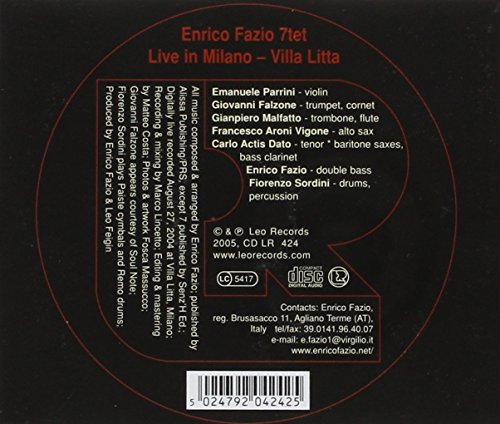 Enrico Fazio 7tet
Live in Milano – Villa Litta
Emanuele Parrini - violin
Giovanni Falzone - trumpet, cornet
Gianpiero Malfatto - trombone, flute
Francesco Aroni Vigone - alto sax
Carlo Actis Dato - tenor * baritone saxes,
bass clarinet
Enrico Fazio - double bass
Fiorenzo Sordini - drums,
percussion
All music composed & arranged by Enrico Fazio; published by
Alissa Publishing/PRS, except 7 published by Senz'H Ed.:
Digitally live recorded August 27 2004 at Villa Litta, Milano;
Recording & mixing by Marco Lincetto; Editing & mastering
by Matteo Costa; Photos & artwork Fosca Massucco;
Giovanni Falzone appears courtesy of Soul Note;
Fiorenzo Sordini plays Paiste cymbals and Remo drums;
Produced by Enrico Fazio & Leo Feigin
© & ℗ Leo Records
2005, CD LR 424
www.leorecords.com
LC 5417
COMPACT
disc
DIGITAL AUDIO
Contacts: Enrico Fazio,
reg. Brusasacco 11, Agliano Terme (AT),
Italy tel/fax: 39.0141.96.40.07
e-mail: e.fazio1@virgilio.it
www.enricofazio.net/
5 024792 042425